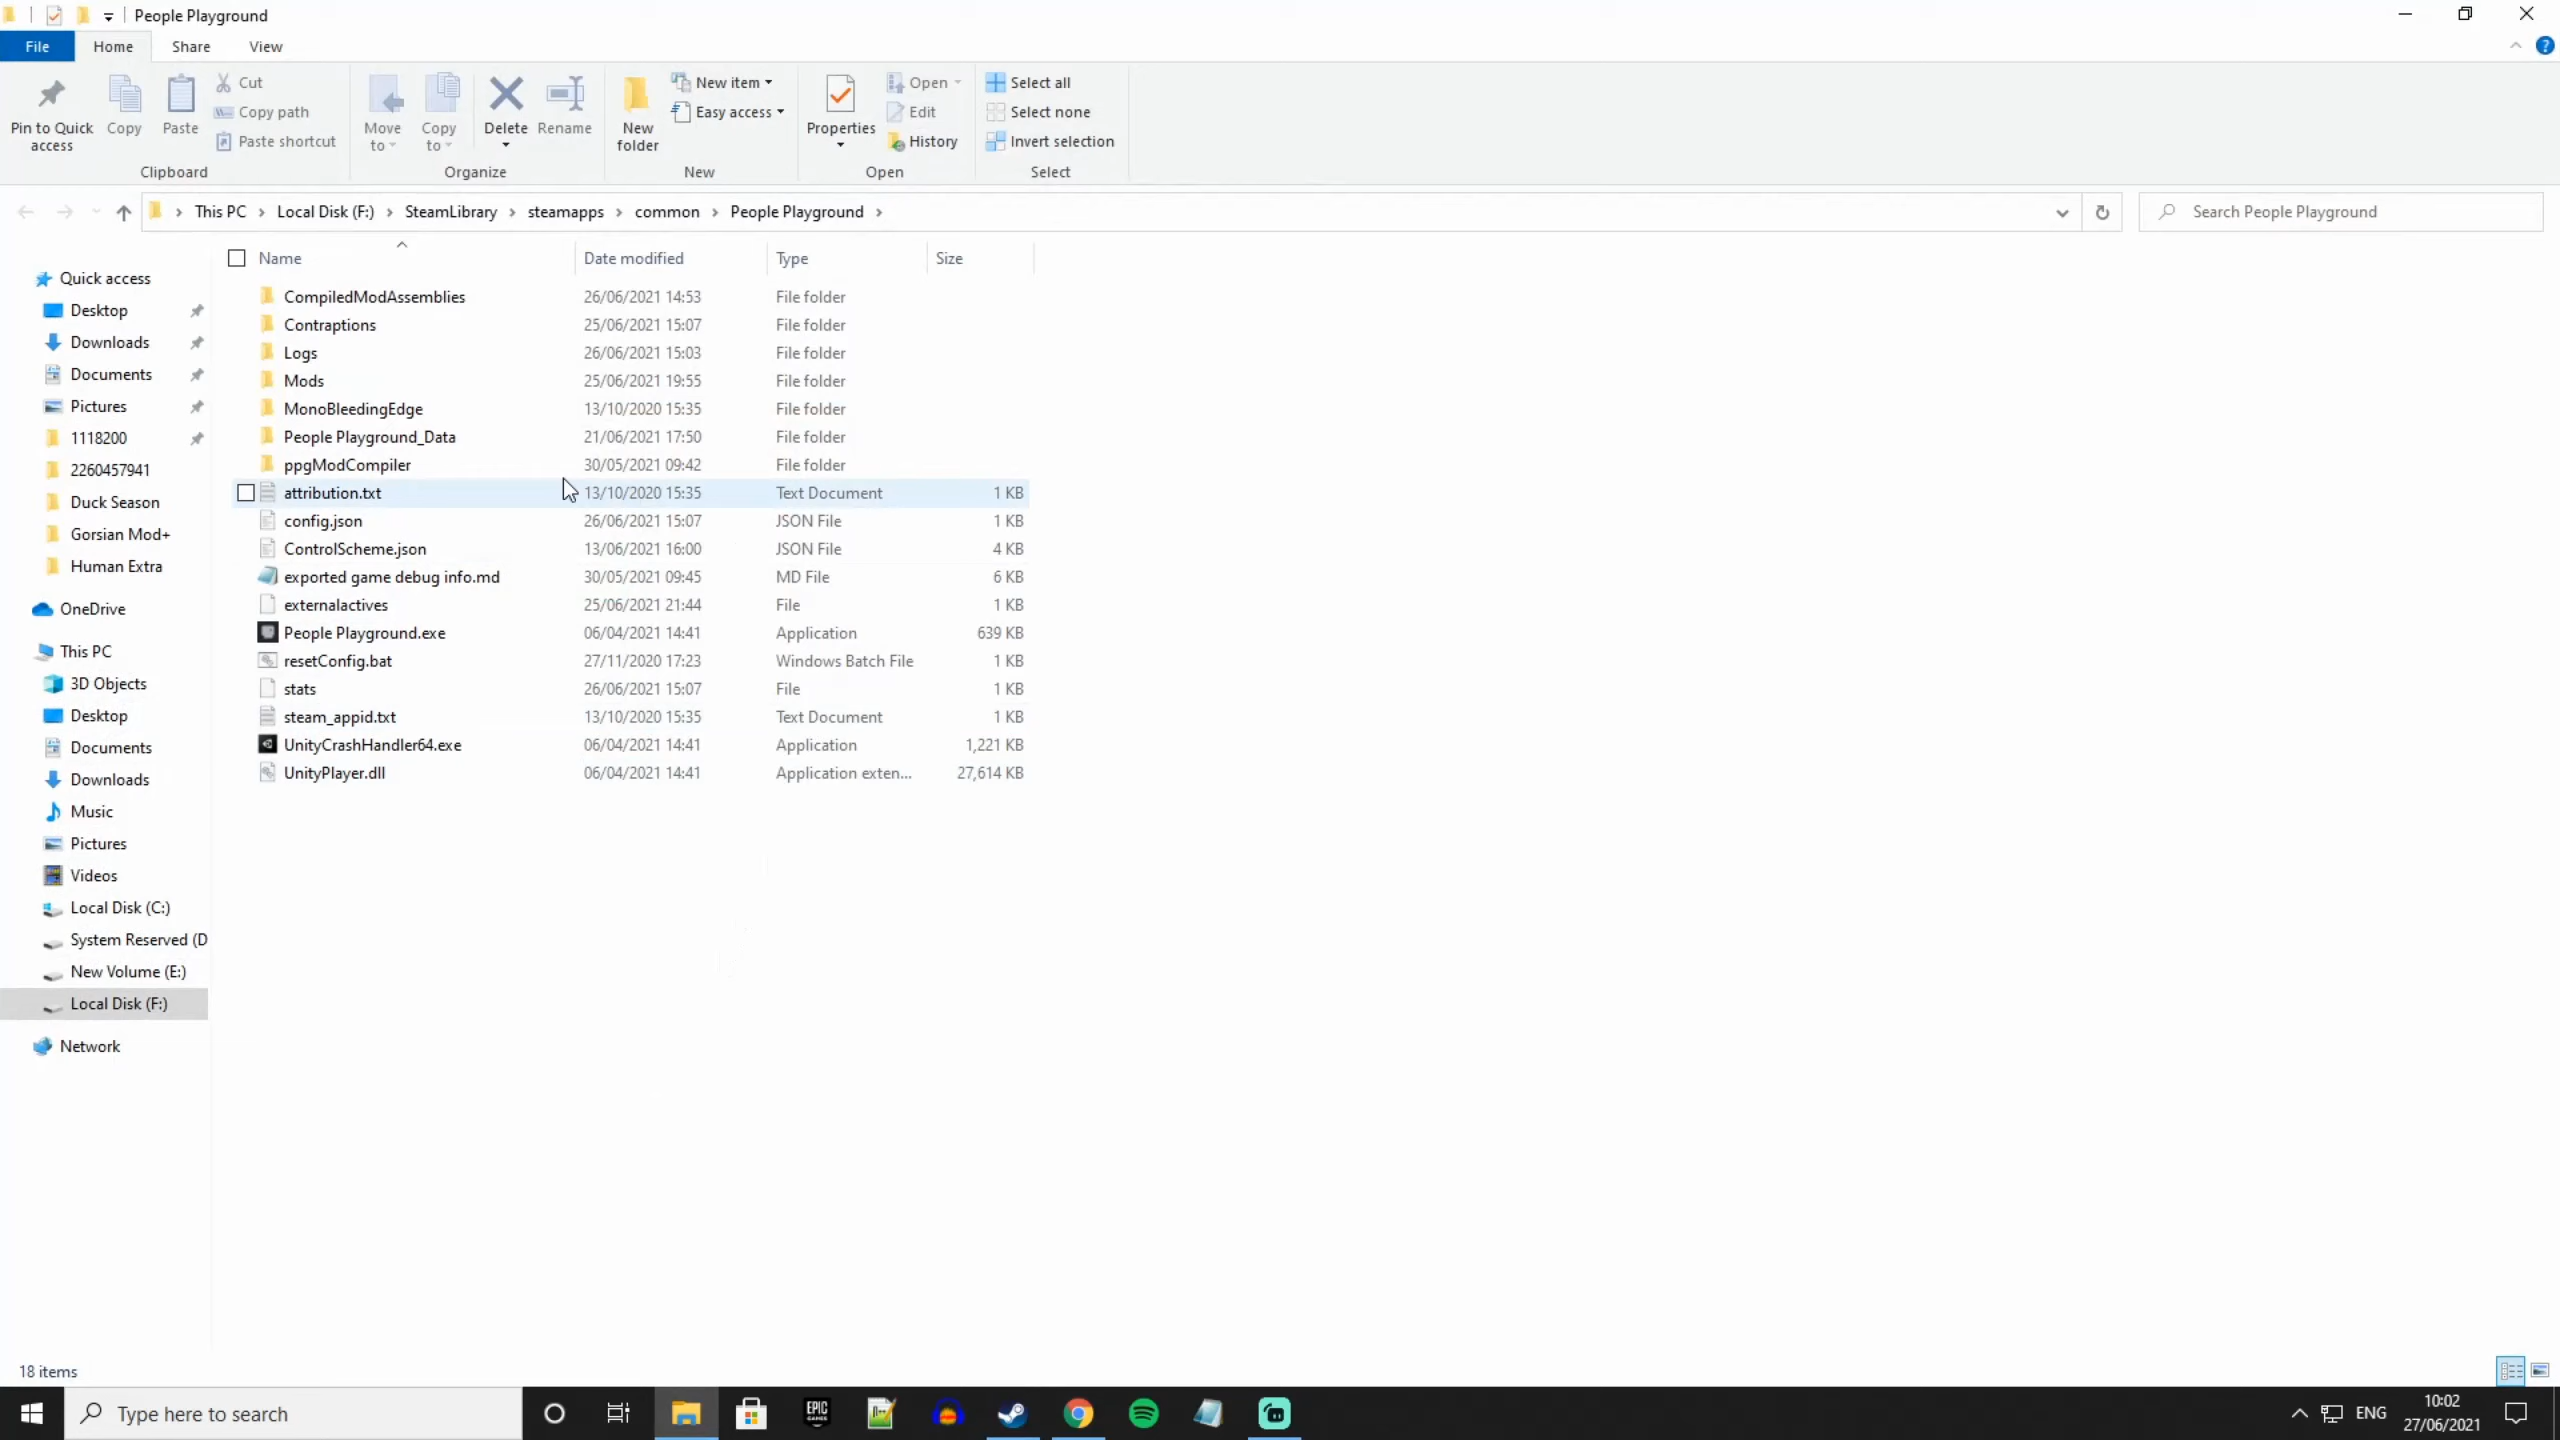 People Playground
File Home Share View
Pin to Quick access
Copy
Paste
Cut
Copy path
Paste shortcut
Clipboard
Move to
Copy to
Delete
Rename
Organize
New folder
New item
Easy access
New
Properties
Open
Edit
History
Open
Select all
Select none
Invert selection
Select
This PC > Local Disk (F:) > SteamLibrary > steamapps > common > People Playground >
Search People Playground
Name Date modified Type Size
Quick access
Desktop
Downloads
Documents
Pictures
1118200
2260457941
Duck Season
Gorsian Mod+
Human Extra
OneDrive
This PC
3D Objects
Desktop
Documents
Downloads
Music
Pictures
Videos
Local Disk (C:)
System Reserved (D
New Volume (E:)
Local Disk (F:)
Network
CompiledModAssemblies 26/06/2021 14:53 File folder
Contraptions 25/06/2021 15:07 File folder
Logs 26/06/2021 15:03 File folder
Mods 25/06/2021 19:55 File folder
MonoBleedingEdge 13/10/2020 15:35 File folder
People Playground_Data 21/06/2021 17:50 File folder
ppgModCompiler 30/05/2021 09:42 File folder
attribution.txt 13/10/2020 15:35 Text Document 1 KB
config.json 26/06/2021 15:07 JSON File 1 KB
ControlScheme.json 13/06/2021 16:00 JSON File 4 KB
exported game debug info.md 30/05/2021 09:45 MD File 6 KB
externalactives 25/06/2021 21:44 File 1 KB
People Playground.exe 06/04/2021 14:41 Application 639 KB
resetConfig.bat 27/11/2020 17:23 Windows Batch File 1 KB
stats 26/06/2021 15:07 File 1 KB
steam_appid.txt 13/10/2020 15:35 Text Document 1 KB
UnityCrashHandler64.exe 06/04/2021 14:41 Application 1,221 KB
UnityPlayer.dll 06/04/2021 14:41 Application exten... 27,614 KB
18 items
Type here to search
EPIC GAMES
ENG
10:02
27/06/2021